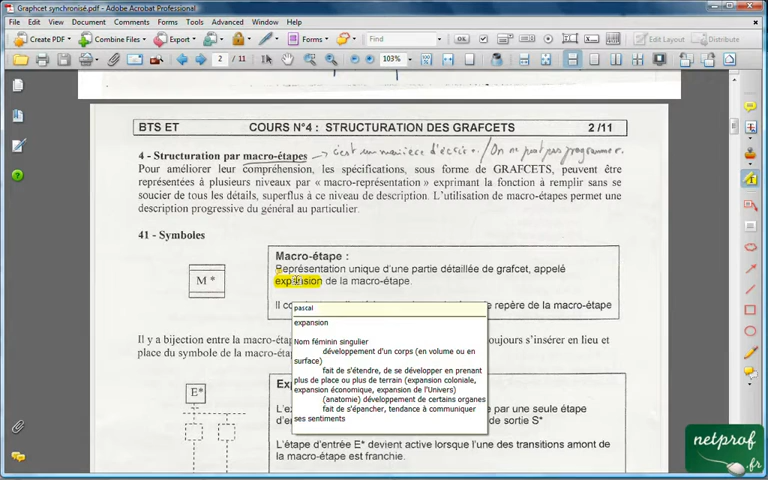 Graphcet synchronisé.pdf - Adobe Acrobat Professional
File Edit View Document Comments Forms Tools Advanced Window Help
Create PDF Combine Files Export Forms Find Edit Layout Distribute
2 / 11 103%
BTS ET COURS N°4 : STRUCTURATION DES GRAFCETS 2 /11
4 - Structuration par macro-étapes → c'est une manière d'écrire. / On ne peut pas programmer.
Pour améliorer leur compréhension, les spécifications, sous forme de GRAFCETS, peuvent être
représentées à plusieurs niveaux par « macro-représentation » exprimant la fonction à remplir sans se
soucier de tous les détails, superflus à ce niveau de description. L'utilisation de macro-étapes permet une
description progressive du général au particulier.
41 - Symboles
Macro-étape :
Représentation unique d'une partie détaillée de grafcet, appelé
expansion de la macro-étape.
M *
Il repère de la macro-étape
pascal
expansion
Nom féminin singulier
développement d'un corps (en volume ou en
surface)
fait de s'étendre, de se développer en prenant
plus de place ou plus de terrain (expansion coloniale,
expansion économique, expansion de l'Univers)
(anatomie) développement de certains organes
fait de s'épancher, tendance à communiquer
ses sentiments
Il y a bijection entre la macro-éta oujours s'insérer en lieu et
place du symbole de la macro-éta
E*
par une seule étape
de sortie S*
L'étape d'entrée E* devient active lorsque l'une des transitions amont de
la macro-étape est franchie.
netprof
.fr